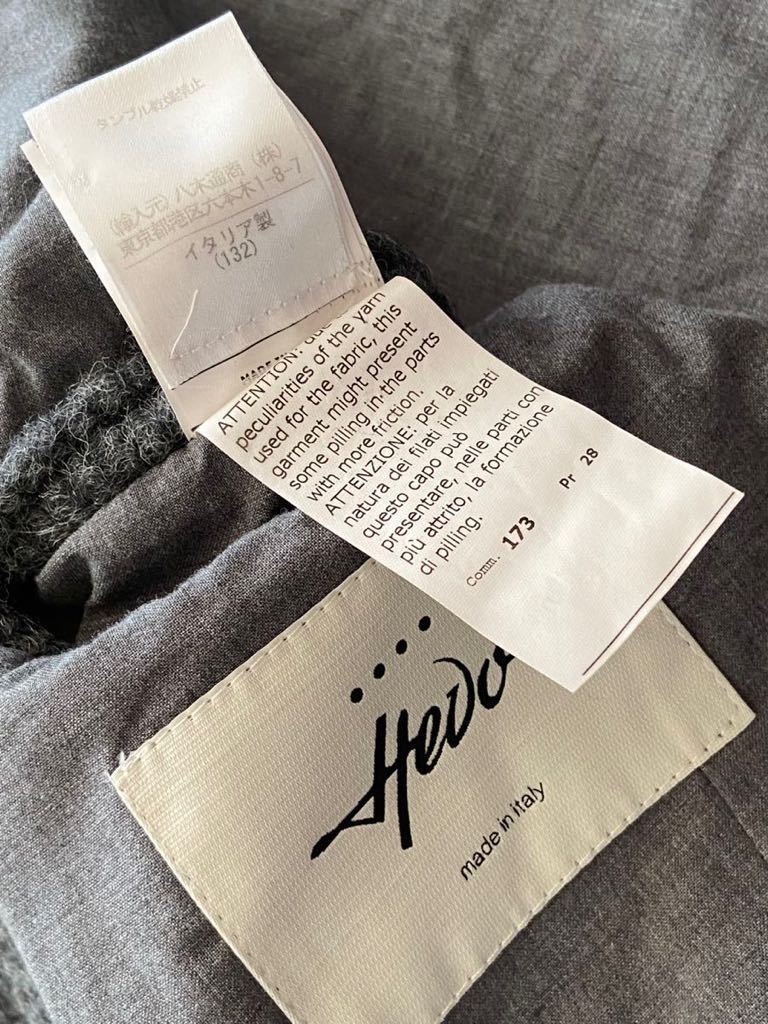 タンブル乾燥禁止
(輸入元) 八木通商 (株)
東京都港区六本木1-8-7
イタリア製
(132)
MADE
ATTENTION: due
peculiarities of the yarn
used for the fabric, this
garment might present
some pilling in the parts
with more friction.
ATTENZIONE: per la
natura dei filati impiegati
questo capo può
presentare, nelle parti con
più attrito, la formazione
di pilling.
Comm. 173 Pr 28
Hevo
made in italy